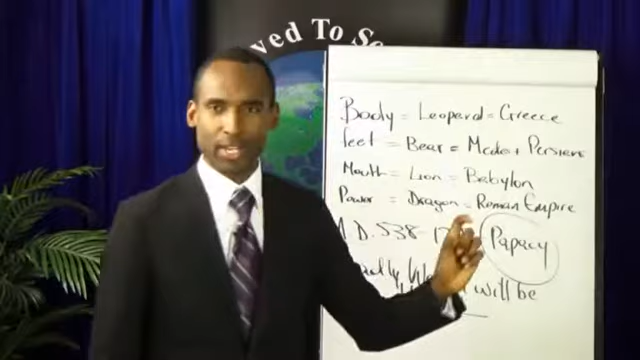 ved To S
Body = Leopard = Greece
feet = Bear = Medo + Persians
Mouth = Lion = Babylon
Power = Dragon = Roman Empire
A.D. 538 - 17 Papacy
will be